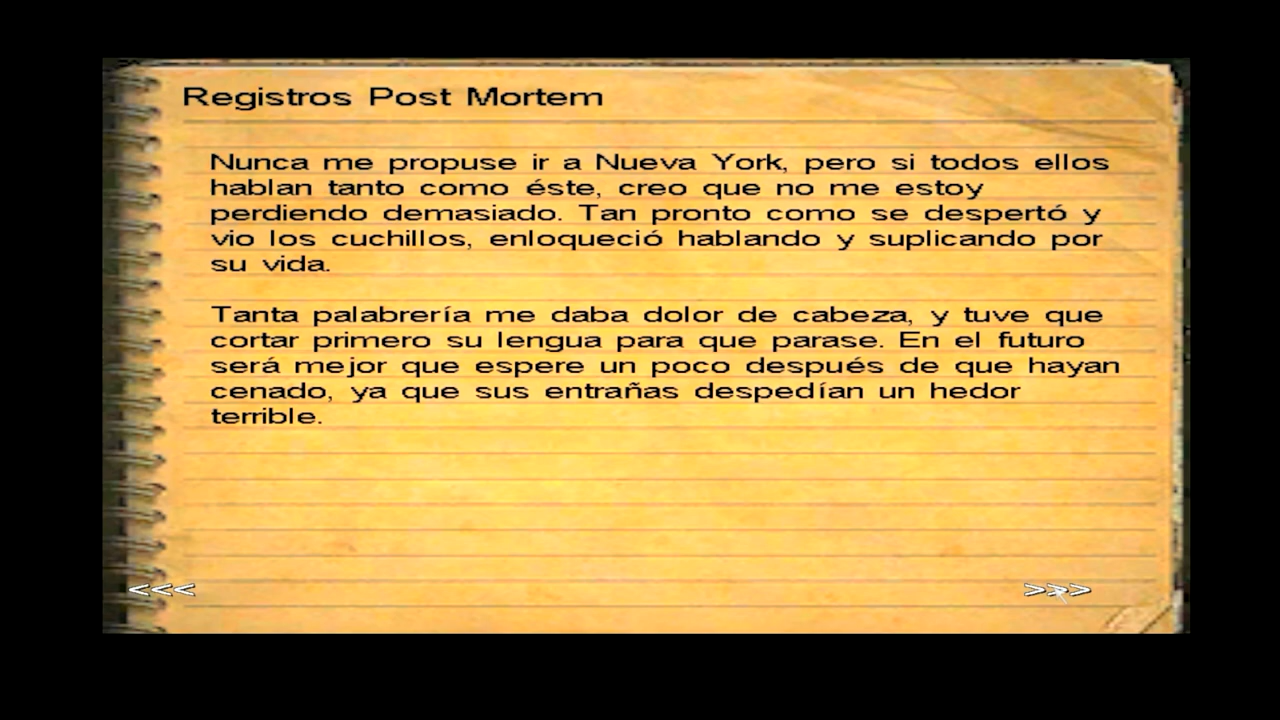 Registros Post Mortem
Nunca me propuse ir a Nueva York, pero si todos ellos
hablan tanto como éste, creo que no me estoy
perdiendo demasiado. Tan pronto como se despertó y
vio los cuchillos, enloqueció hablando y suplicando por
su vida.
Tanta palabrería me daba dolor de cabeza, y tuve que
cortar primero su lengua para que parase. En el futuro
será mejor que espere un poco después de que hayan
cenado, ya que sus entrañas despedían un hedor
terrible.
<<< >>>